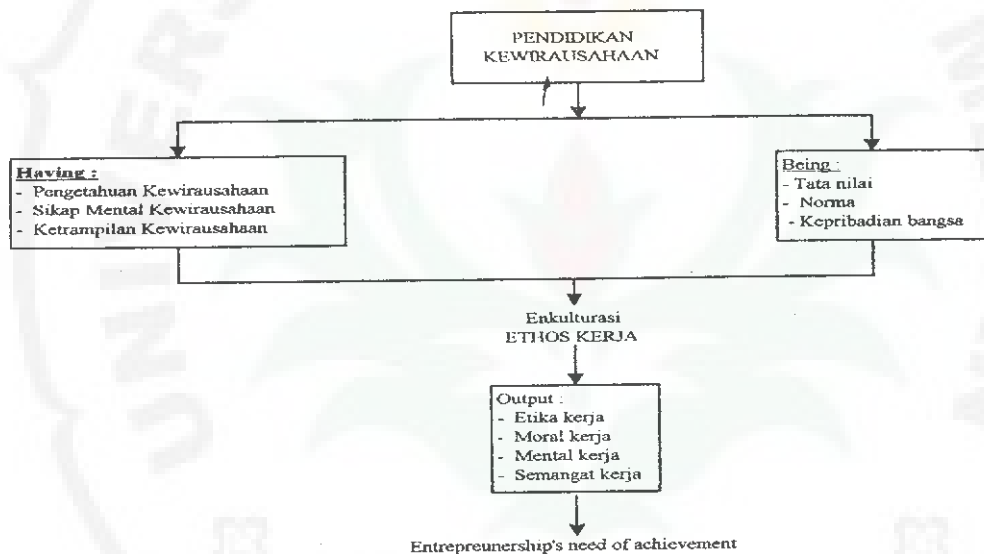 PENDIDIKAN
KEWIRAUSAHAAN
Having :
- Pengetahuan Kewirausahaan
- Sikap Mental Kewirausahaan
- Ketrampilan Kewirausahaan
Being :
- Tata nilai
- Norma
- Kepribadian bangsa
Enkulturasi
ETHOS KERJA
Output :
- Etika kerja
- Moral kerja
- Mental kerja
- Semangat kerja
Entrepreunership's need of achievement